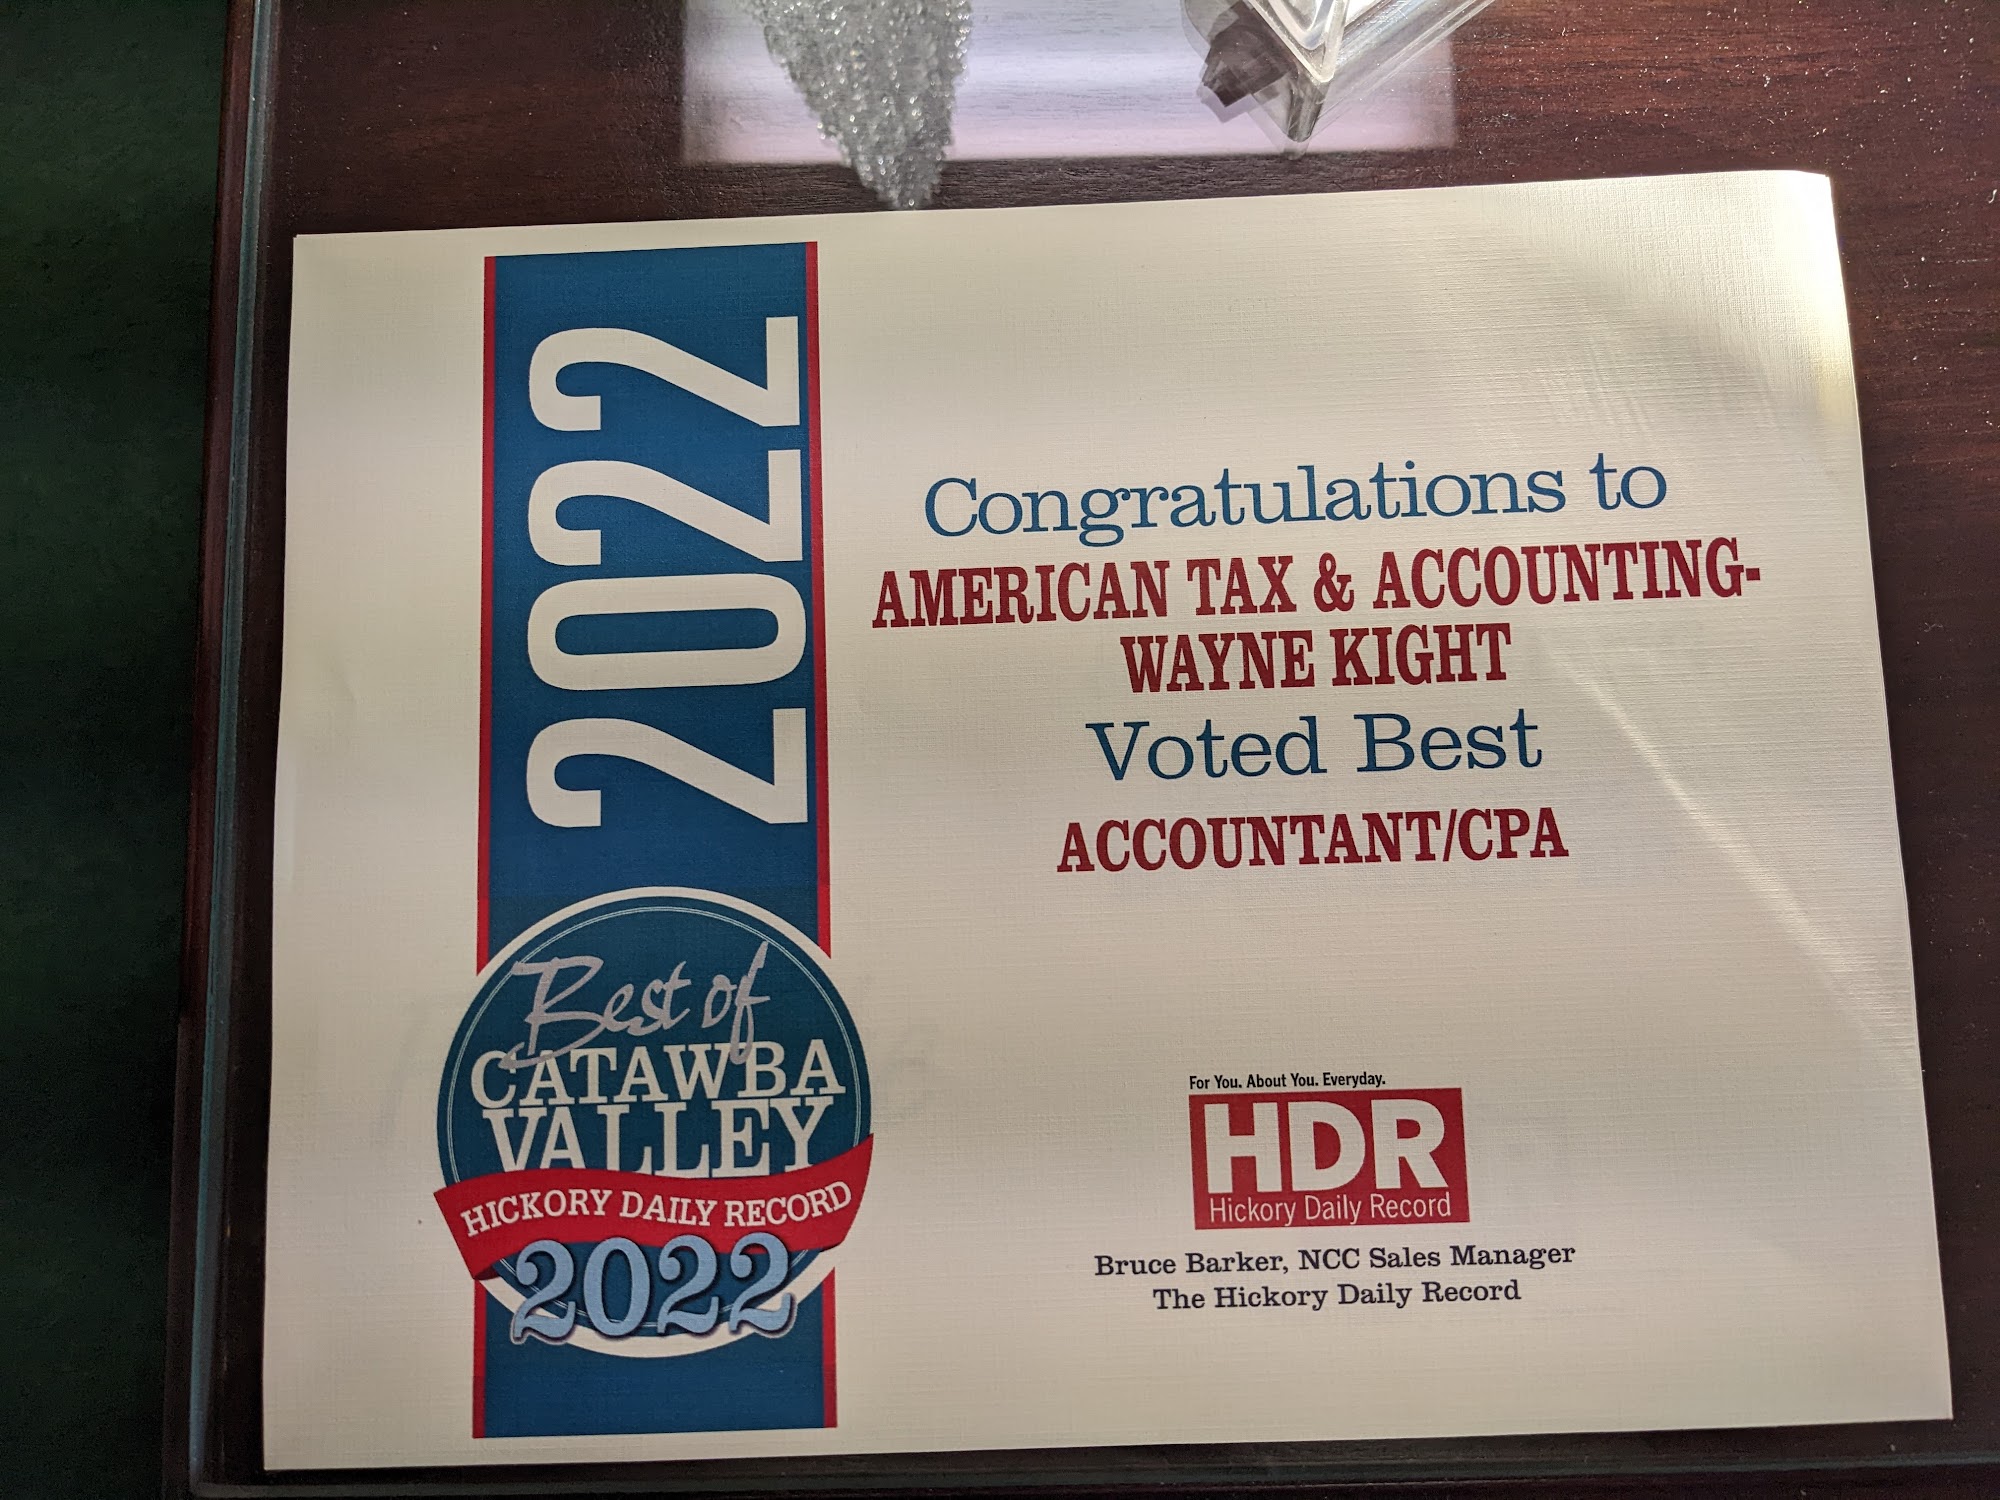 2022
Best of
CATAWBA
VALLEY
HICKORY DAILY RECORD
2022
Congratulations to
AMERICAN TAX & ACCOUNTING-
WAYNE KIGHT
Voted Best
ACCOUNTANT/CPA
For You. About You. Everyday.
HDR
Hickory Daily Record
Bruce Barker, NCC Sales Manager
The Hickory Daily Record